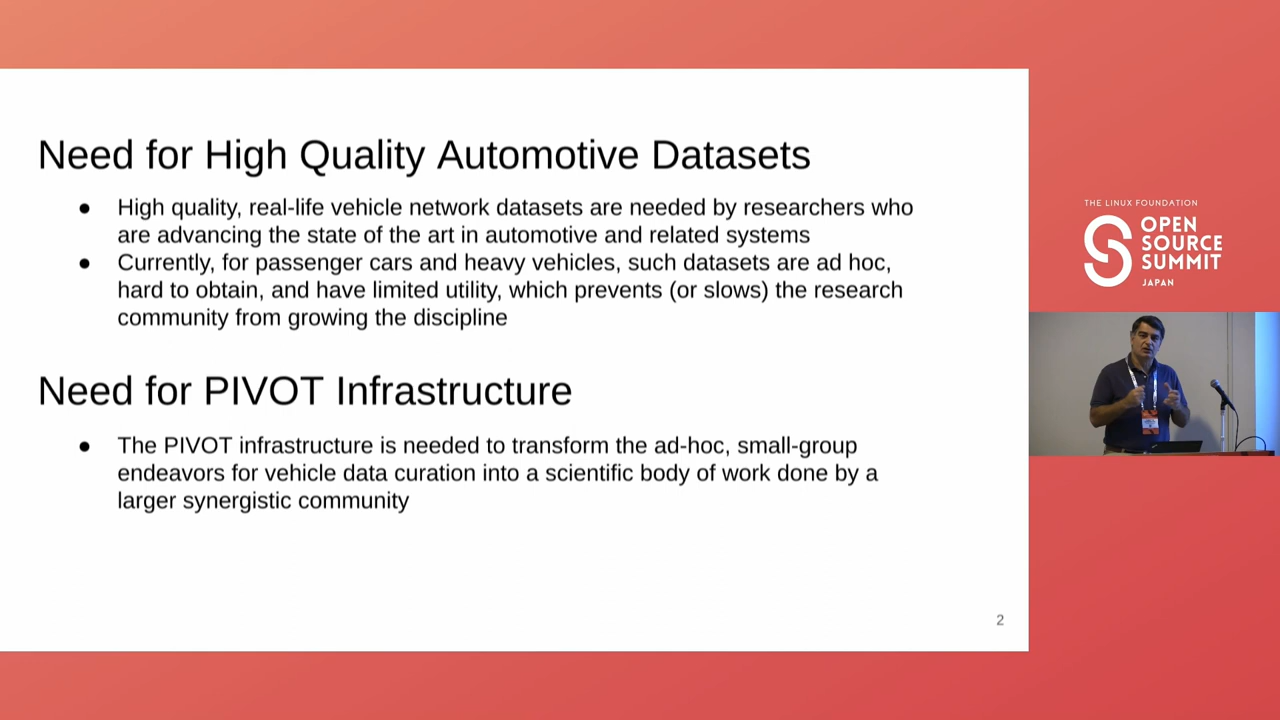 Need for High Quality Automotive Datasets
● High quality, real-life vehicle network datasets are needed by researchers who
are advancing the state of the art in automotive and related systems
● Currently, for passenger cars and heavy vehicles, such datasets are ad hoc,
hard to obtain, and have limited utility, which prevents (or slows) the research
community from growing the discipline
Need for PIVOT Infrastructure
● The PIVOT infrastructure is needed to transform the ad-hoc, small-group
endeavors for vehicle data curation into a scientific body of work done by a
larger synergistic community
2
THE LINUX FOUNDATION
OPEN
SOURCE
SUMMIT
JAPAN